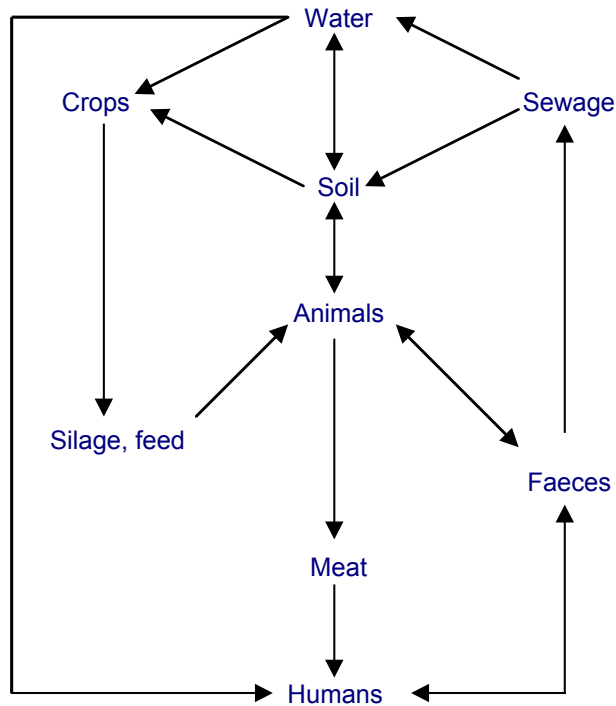 Water
Crops
Sewage
Soil
Animals
Silage, feed
Faeces
Meat
Humans